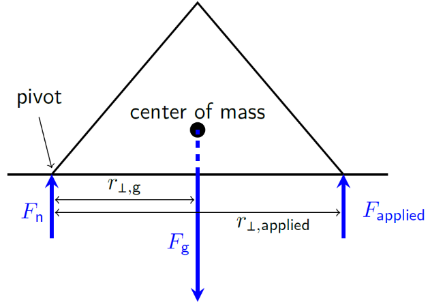 pivot
center of mass
r⊥,g
Fn
r⊥,applied
Fapplied
Fg